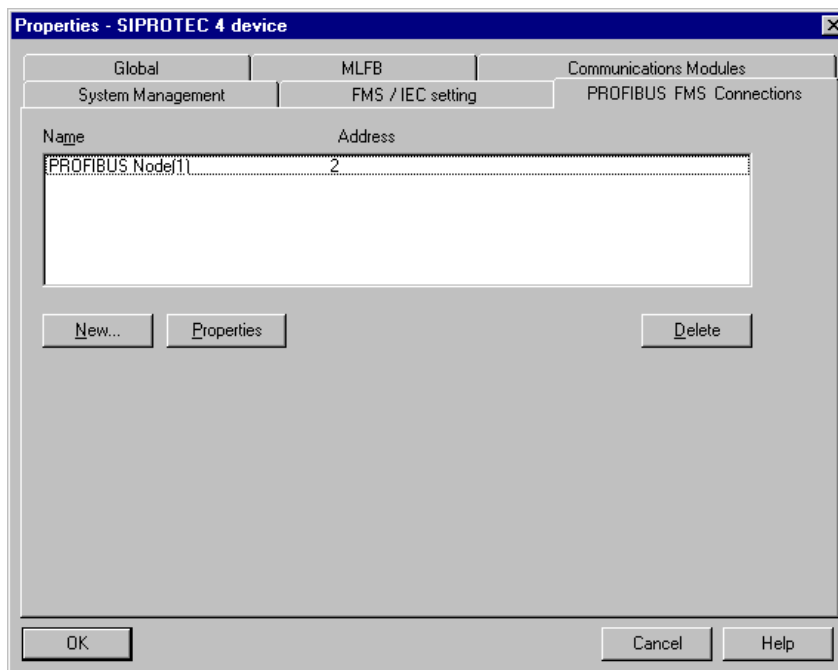 Properties - SIPROTEC 4 device
Global MLFB Communications Modules
System Management FMS / IEC setting PROFIBUS FMS Connections
Name Address
PROFIBUS Node(1) 2
New... Properties Delete
OK Cancel Help